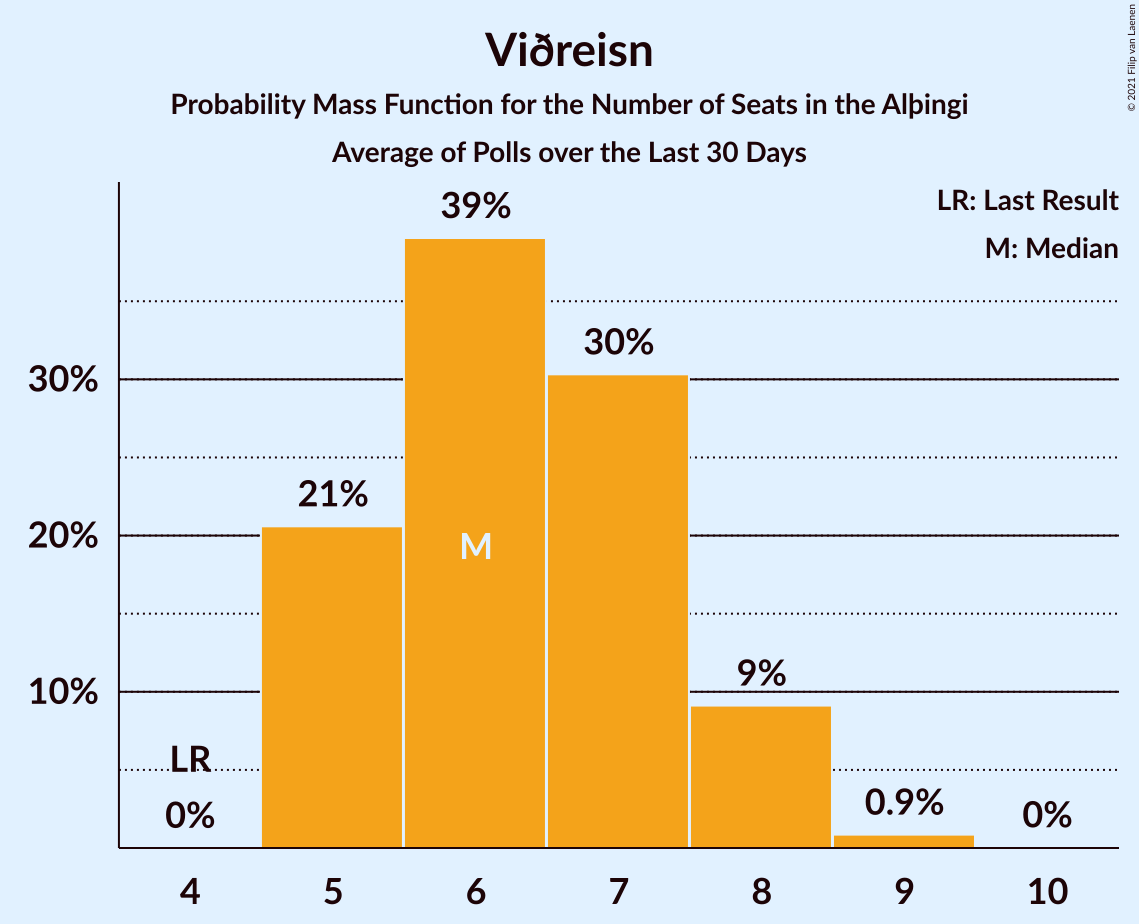 Viðreisn
Probability Mass Function for the Number of Seats in the Alþingi
Average of Polls over the Last 30 Days
© 2021 Filip van Laenen
LR: Last Result
M: Median
39%
30%
30%
21%
20%
M
9%
10%
LR
0%
0.9%
0%
4 5 6 7 8 9 10